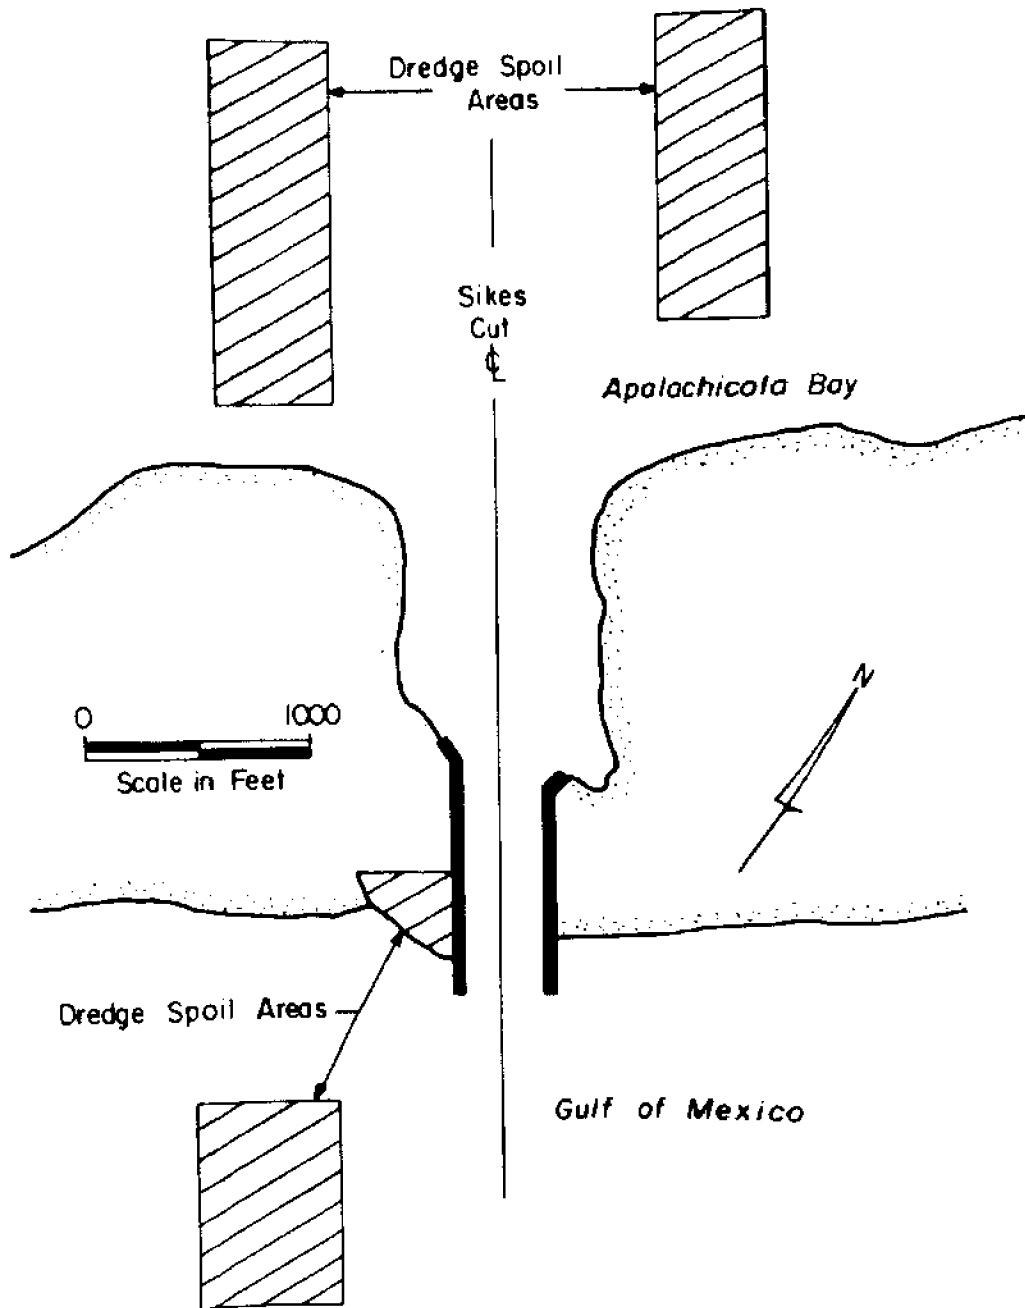 Dredge Spoil
Areas
Sikes
Cut
℄
Apalachicola Bay
0 1000
Scale in Feet
N
Dredge Spoil Areas
Gulf of Mexico